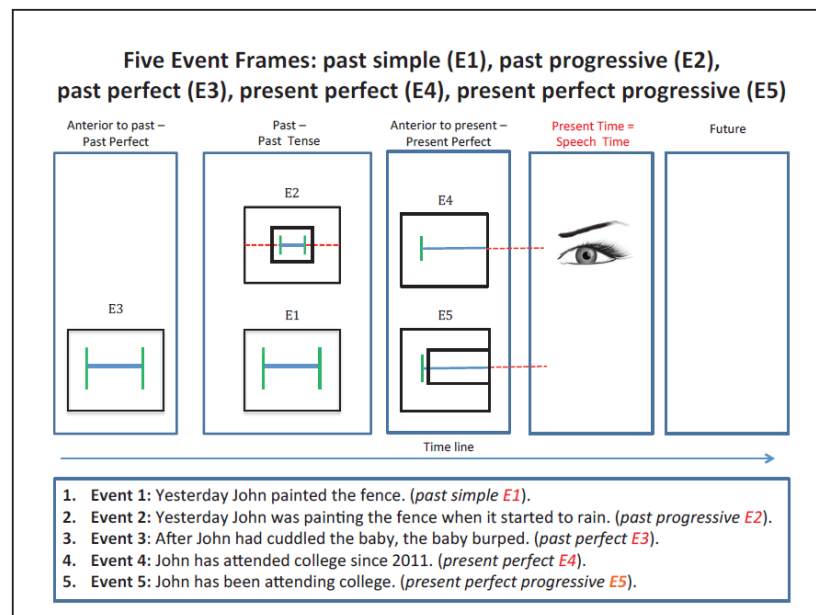 Five Event Frames: past simple (E1), past progressive (E2),
past perfect (E3), present perfect (E4), present perfect progressive (E5)
Anterior to past –
Past Perfect
Past –
Past Tense
Anterior to present –
Present Perfect
Present Time =
Speech Time
Future
E2
E4
E3
E1
E5
Time line
1. Event 1: Yesterday John painted the fence. (past simple E1).
2. Event 2: Yesterday John was painting the fence when it started to rain. (past progressive E2).
3. Event 3: After John had cuddled the baby, the baby burped. (past perfect E3).
4. Event 4: John has attended college since 2011. (present perfect E4).
5. Event 5: John has been attending college. (present perfect progressive E5).